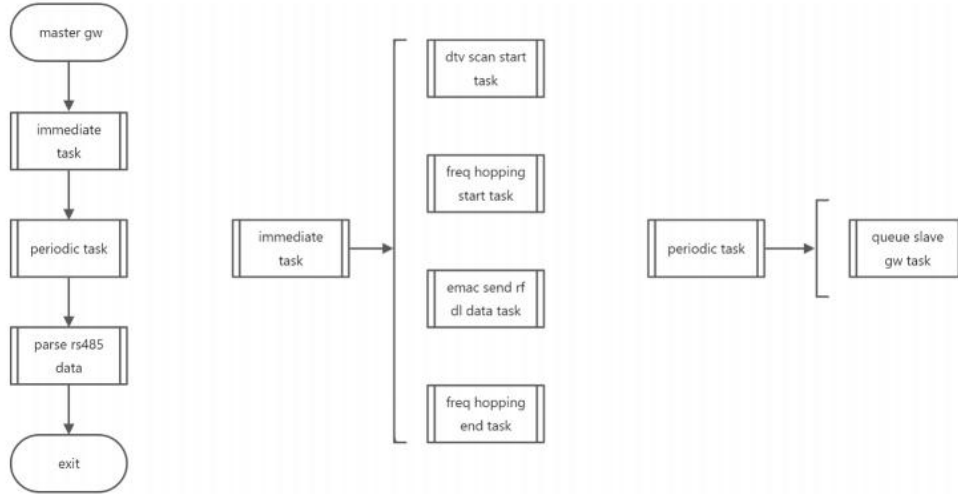 master gw
immediate
task
periodic task
parse rs485
data
exit
immediate
task
dtv scan start
task
freq hopping
start task
emac send rf
dl data task
freq hopping
end task
periodic task
queue slave
gw task